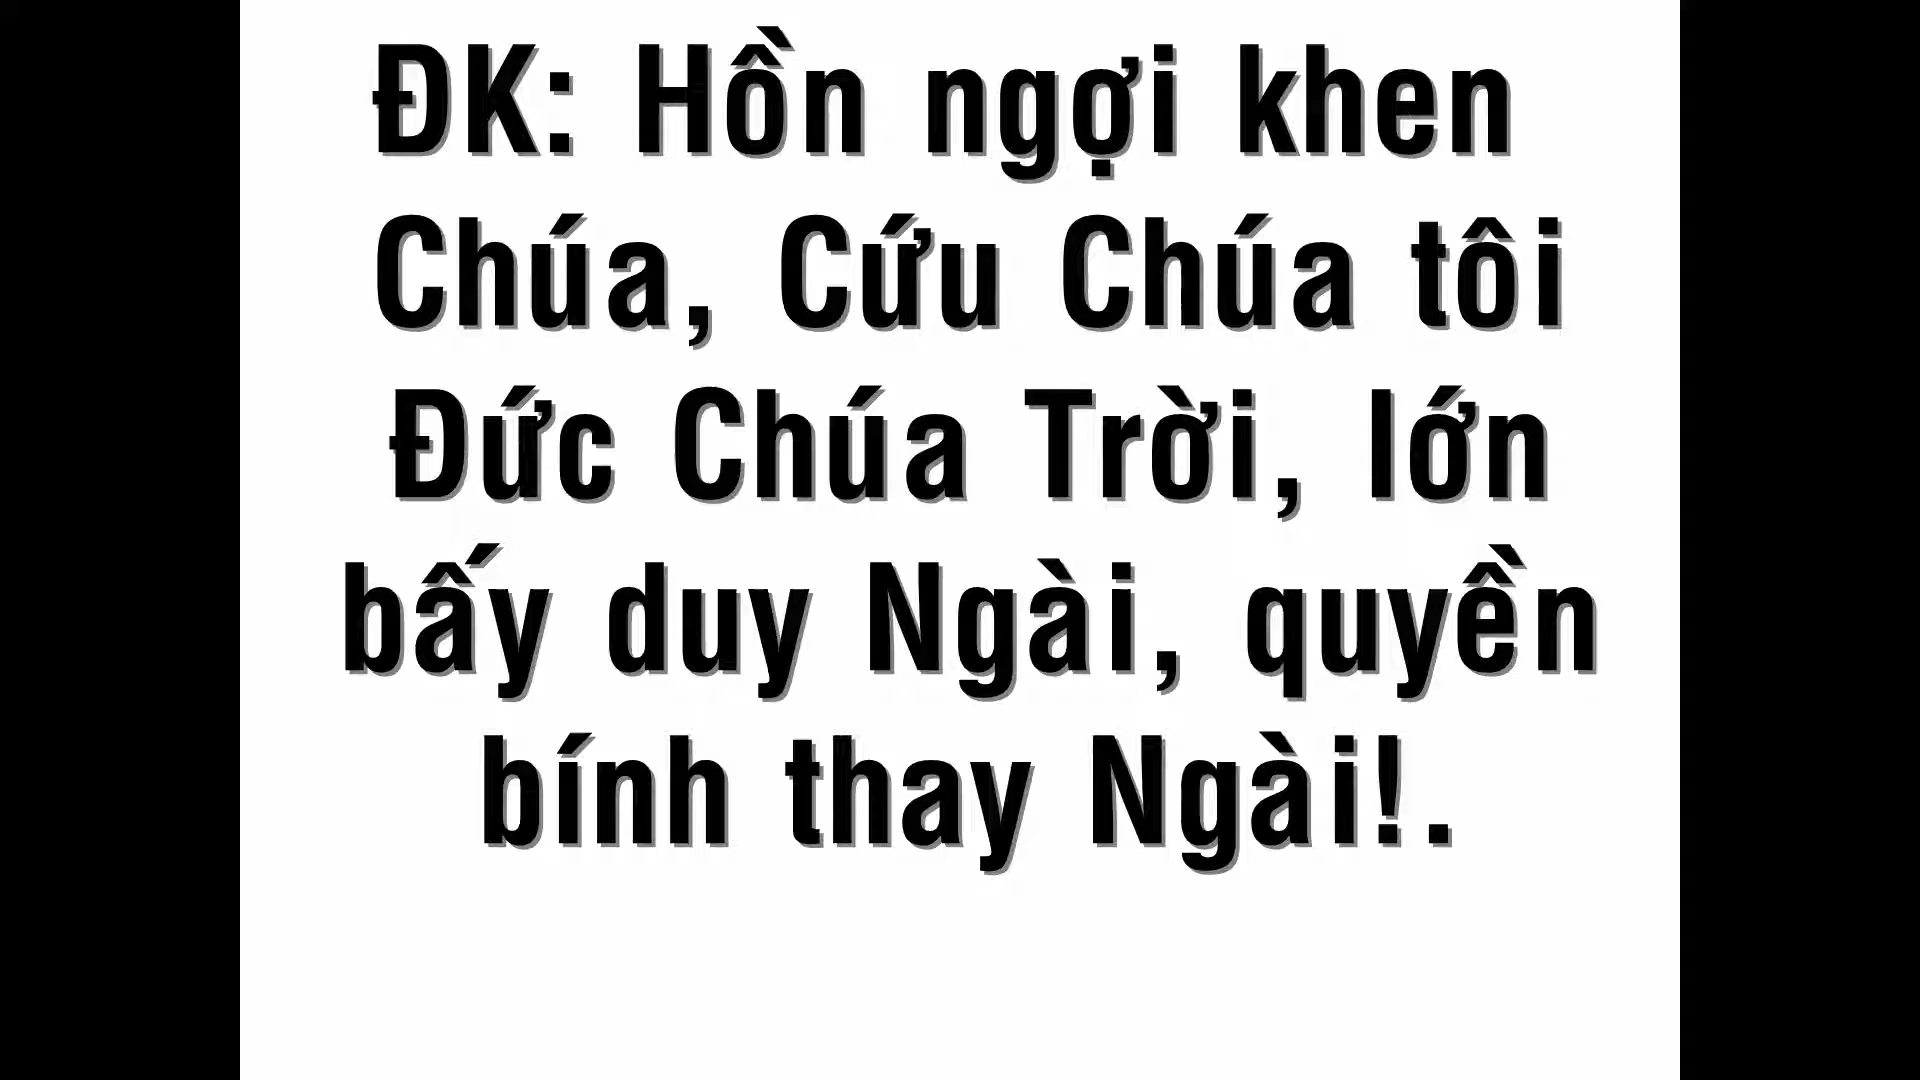 ĐK: Hồn ngợi khen
Chúa, Cứu Chúa tôi
Đức Chúa Trời, lớn
bấy duy Ngài, quyền
bính thay Ngài!.